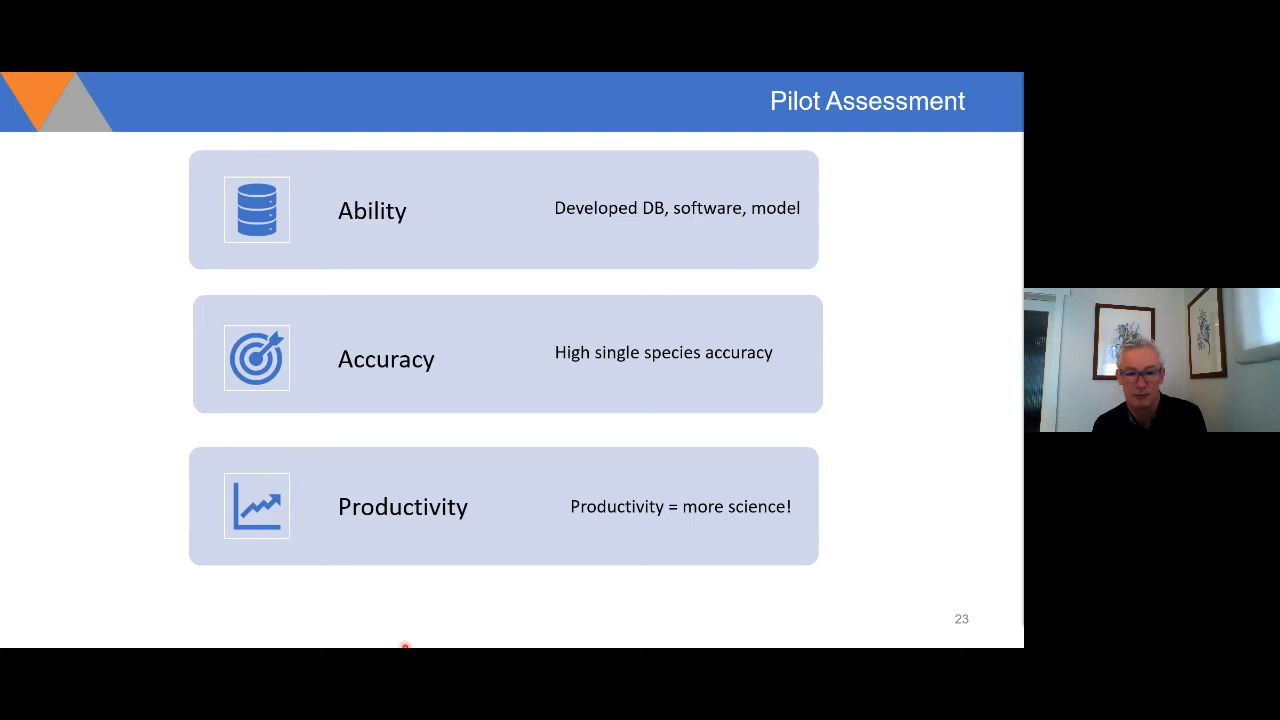 Pilot Assessment
Ability
Developed DB, software, model
Accuracy
High single species accuracy
Productivity
Productivity = more science!
23